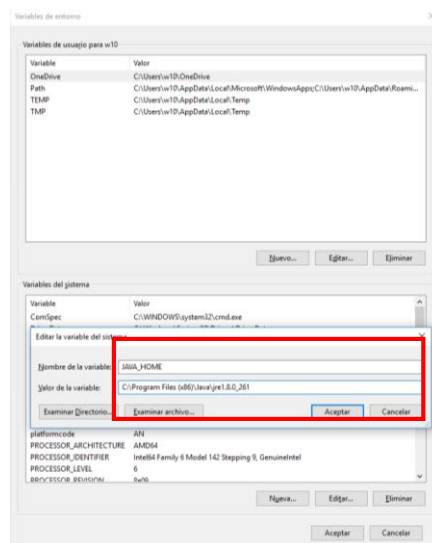 Variables de entorno
Variables de usuario para w10
Variable Valor
OneDrive C:\Users\w10\OneDrive
Path C:\Users\w10\AppData\Local\Microsoft\WindowsApps;C:\Users\w10\AppData\Roami...
TEMP C:\Users\w10\AppData\Local\Temp
TMP C:\Users\w10\AppData\Local\Temp
Nuevo... Editar... Eliminar
Variables del sistema
Variable Valor
ComSpec C:\WINDOWS\system32\cmd.exe
Editar la variable del sistema
Nombre de la variable: JAVA_HOME
Valor de la variable: C:\Program Files (x86)\Java\jre1.8.0_261
Examinar Directorio... Examinar archivo... Aceptar Cancelar
platformcode AN
PROCESSOR_ARCHITECTURE AMD64
PROCESSOR_IDENTIFIER Intel64 Family 6 Model 142 Stepping 9, GenuineIntel
PROCESSOR_LEVEL 6
PROCESSOR_REVISION 8e09
Nueva... Editar... Eliminar
Aceptar Cancelar